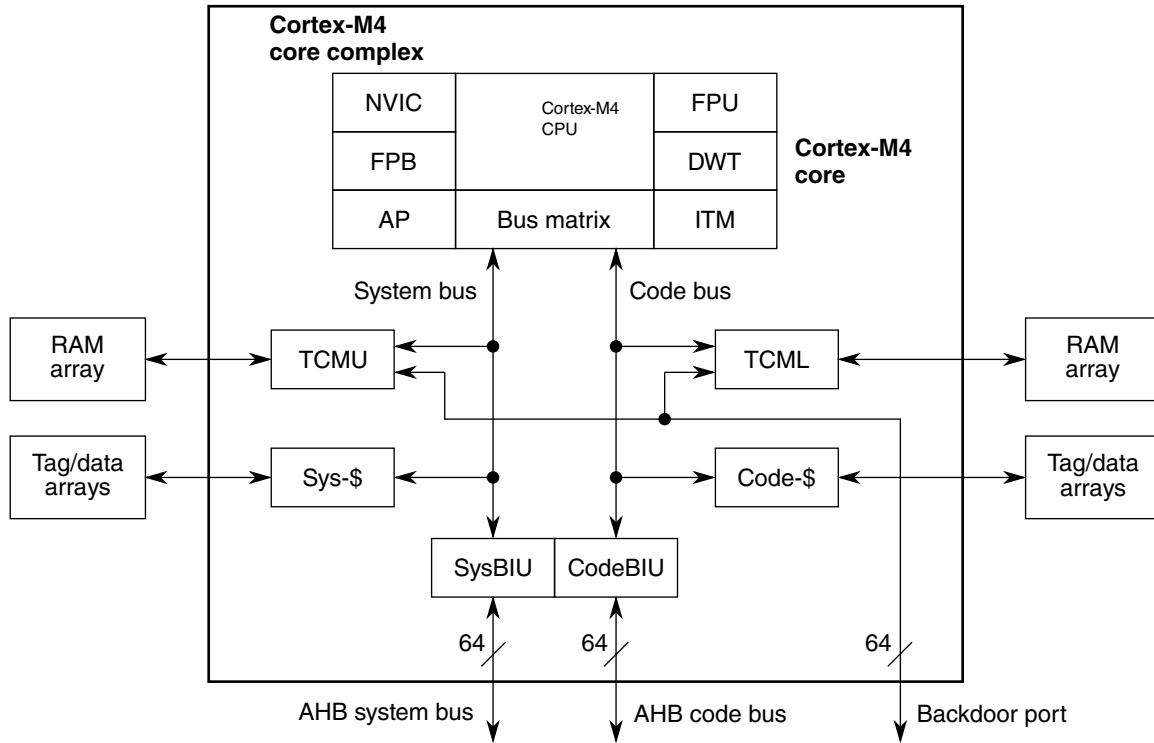 Cortex-M4
core complex
NVIC
Cortex-M4
CPU
FPU
FPB
DWT
Cortex-M4
core
AP
Bus matrix
ITM
System bus
Code bus
RAM
array
TCMU
TCML
RAM
array
Tag/data
arrays
Sys-$
Code-$
Tag/data
arrays
SysBIU
CodeBIU
64
64
64
AHB system bus
AHB code bus
Backdoor port